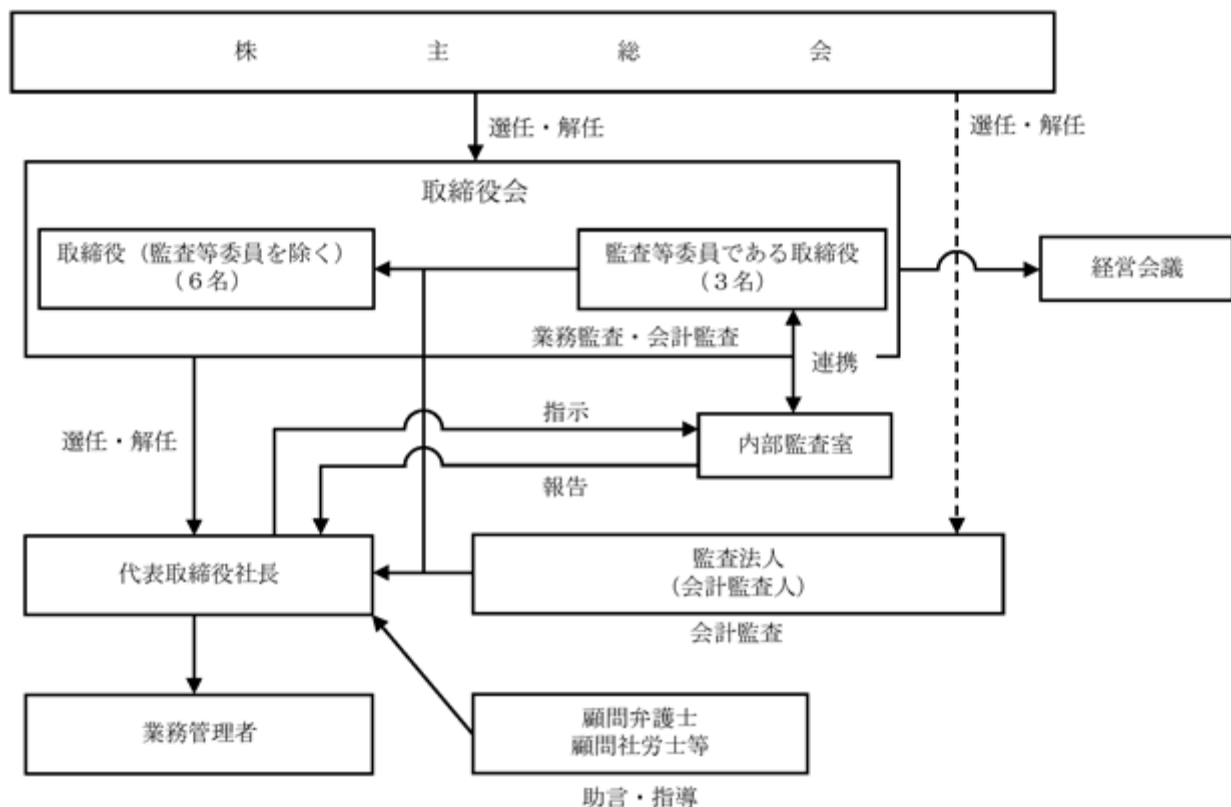 株主総会
選任・解任
選任・解任
取締役会
取締役（監査等委員を除く）
（６名）
監査等委員である取締役
（３名）
経営会議
業務監査・会計監査
連携
指示
選任・解任
内部監査室
報告
代表取締役社長
監査法人
（会計監査人）
会計監査
業務管理者
顧問弁護士
顧問社労士等
助言・指導